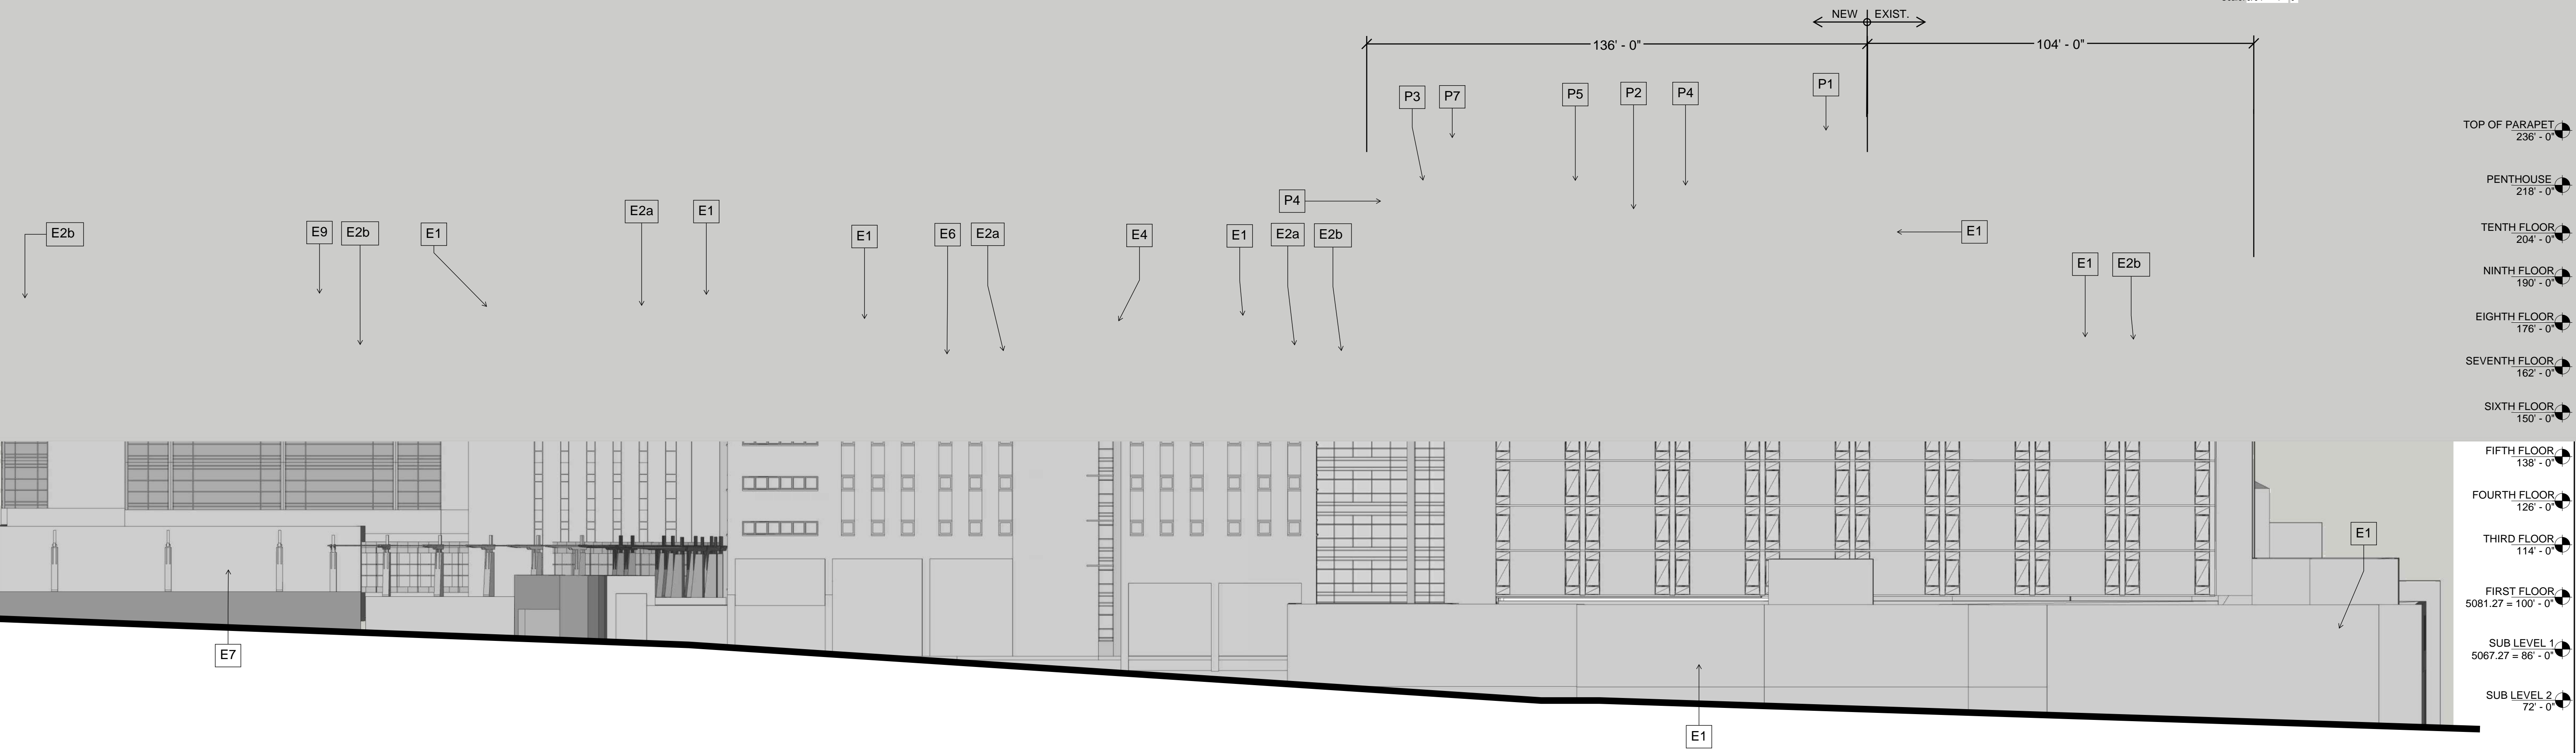 NEW EXIST.
136' - 0" 104' - 0"
P3 P7 P5 P2 P4 P1
TOP OF PARAPET
236' - 0"
PENTHOUSE
218' - 0"
P4
E2b E9 E2b E1 E2a E1 E1 E6 E2a E4 E1 E2a E2b E1
TENTH FLOOR
204' - 0"
E1 E2b
NINTH FLOOR
190' - 0"
EIGHTH FLOOR
176' - 0"
SEVENTH FLOOR
162' - 0"
SIXTH FLOOR
150' - 0"
FIFTH FLOOR
138' - 0"
FOURTH FLOOR
126' - 0"
E1
THIRD FLOOR
114' - 0"
FIRST FLOOR
5081.27 = 100' - 0"
E7
SUB LEVEL 1
5067.27 = 86' - 0"
SUB LEVEL 2
72' - 0"
E1